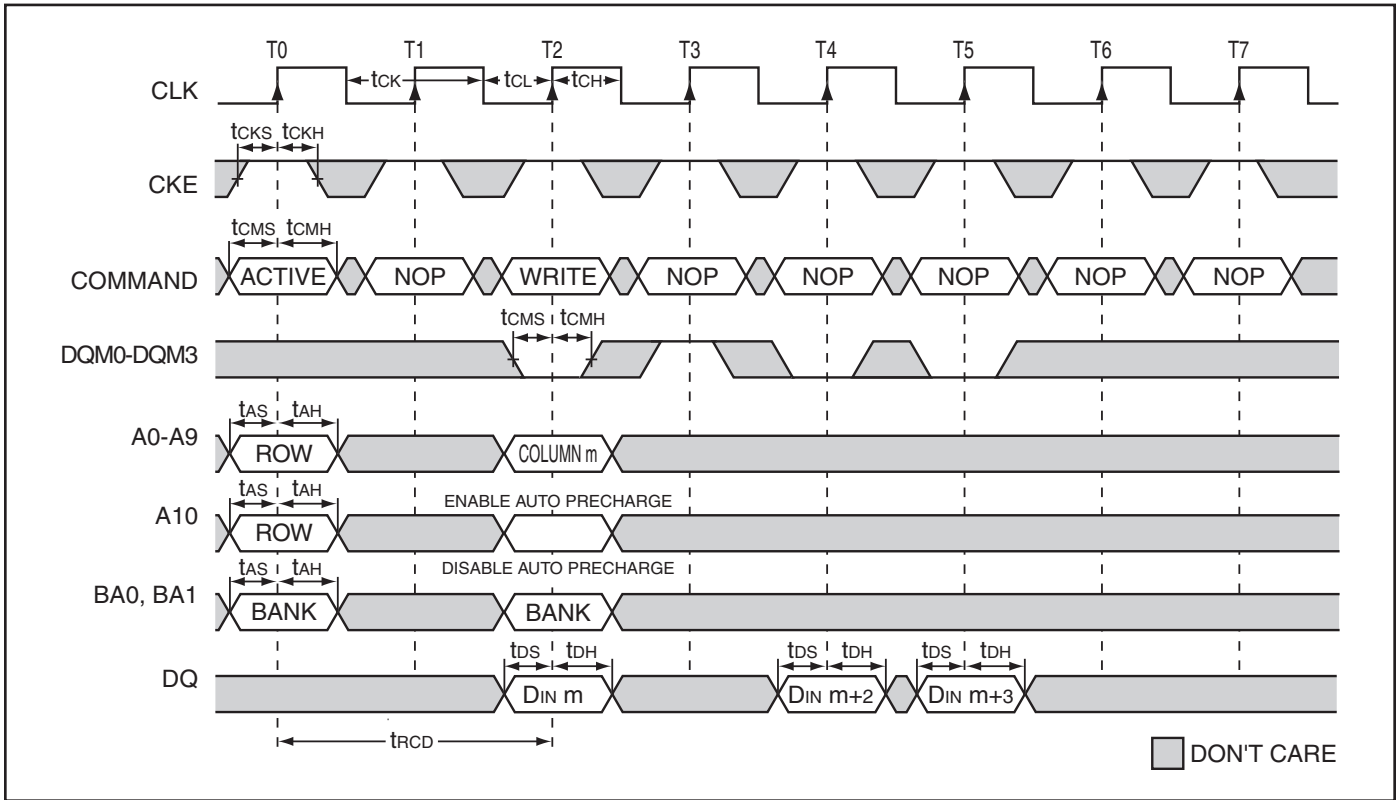 T0 T1 T2 T3 T4 T5 T6 T7
CLK tCK tCL tCH
tCKS tCKH
CKE
tCMS tCMH
COMMAND ACTIVE NOP WRITE NOP NOP NOP NOP NOP
tCMS tCMH
DQM0-DQM3
tAS tAH
A0-A9 ROW COLUMN m
tAS tAH ENABLE AUTO PRECHARGE
A10 ROW
tAS tAH DISABLE AUTO PRECHARGE
BA0, BA1 BANK BANK
tDS tDH tDS tDH tDS tDH
DQ DIN m DIN m+2 DIN m+3
tRCD
DON'T CARE